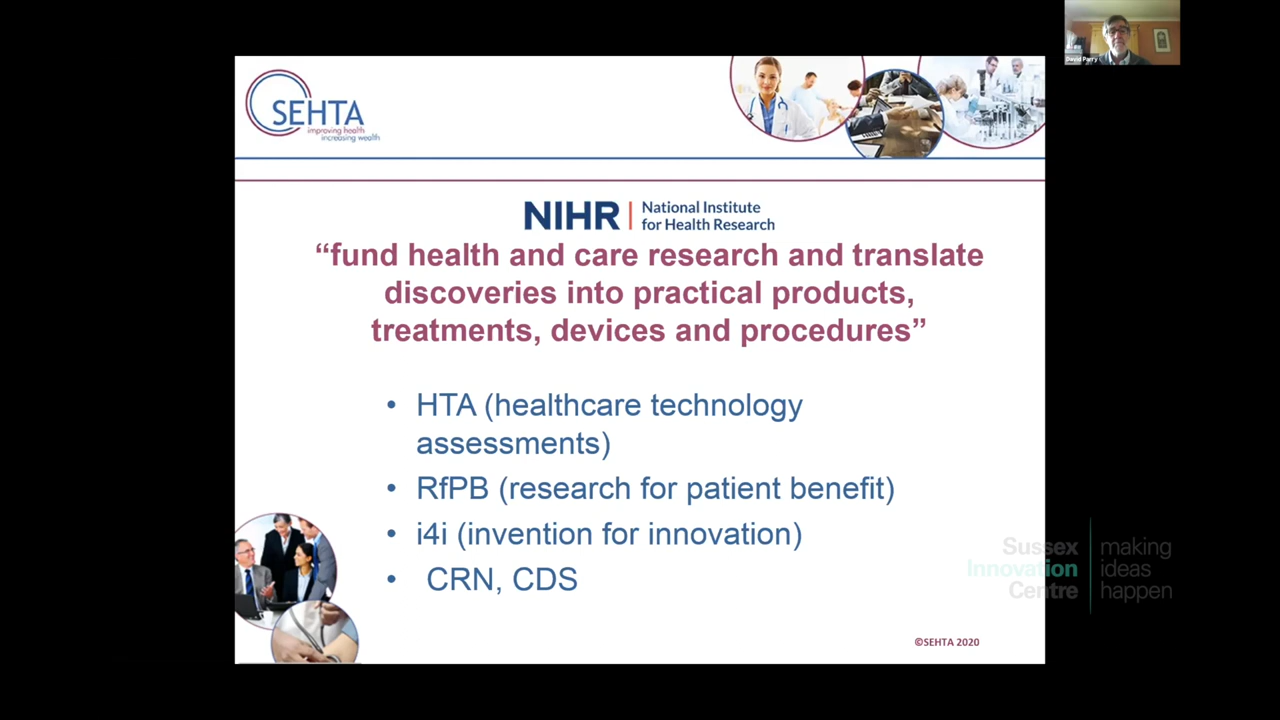 David Parry
SEHTA
improving health
increasing wealth
NIHR | National Institute
for Health Research
“fund health and care research and translate
discoveries into practical products,
treatments, devices and procedures”
• HTA (healthcare technology
assessments)
• RfPB (research for patient benefit)
• i4i (invention for innovation)
• CRN, CDS
Sussex
Innovation
Centre
making
ideas
happen
©SEHTA 2020